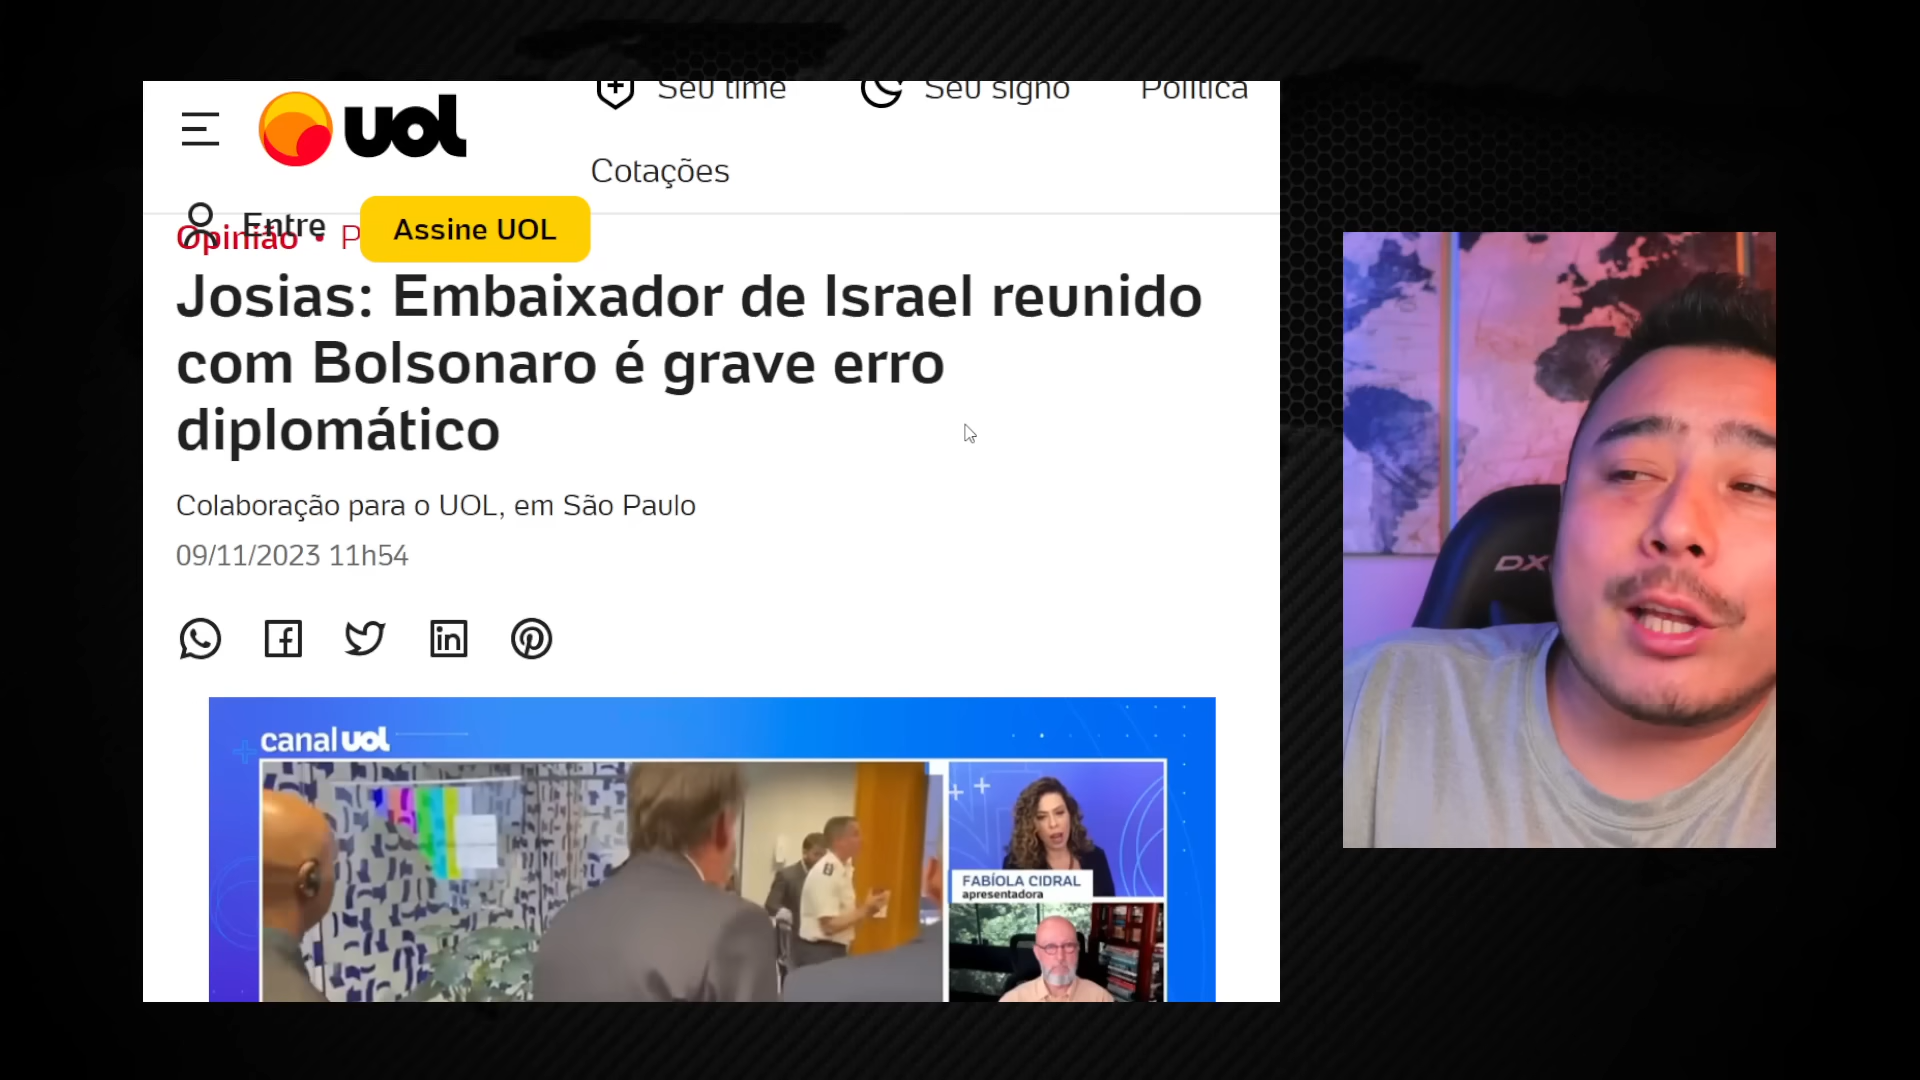 Seu time
Seu signo
Política
uol
Cotações
Entre
Assine UOL
Opinião • P
Josias: Embaixador de Israel reunido
com Bolsonaro é grave erro
diplomático
Colaboração para o UOL, em São Paulo
09/11/2023 11h54
canal uol
FABÍOLA CIDRAL
apresentadora
DX